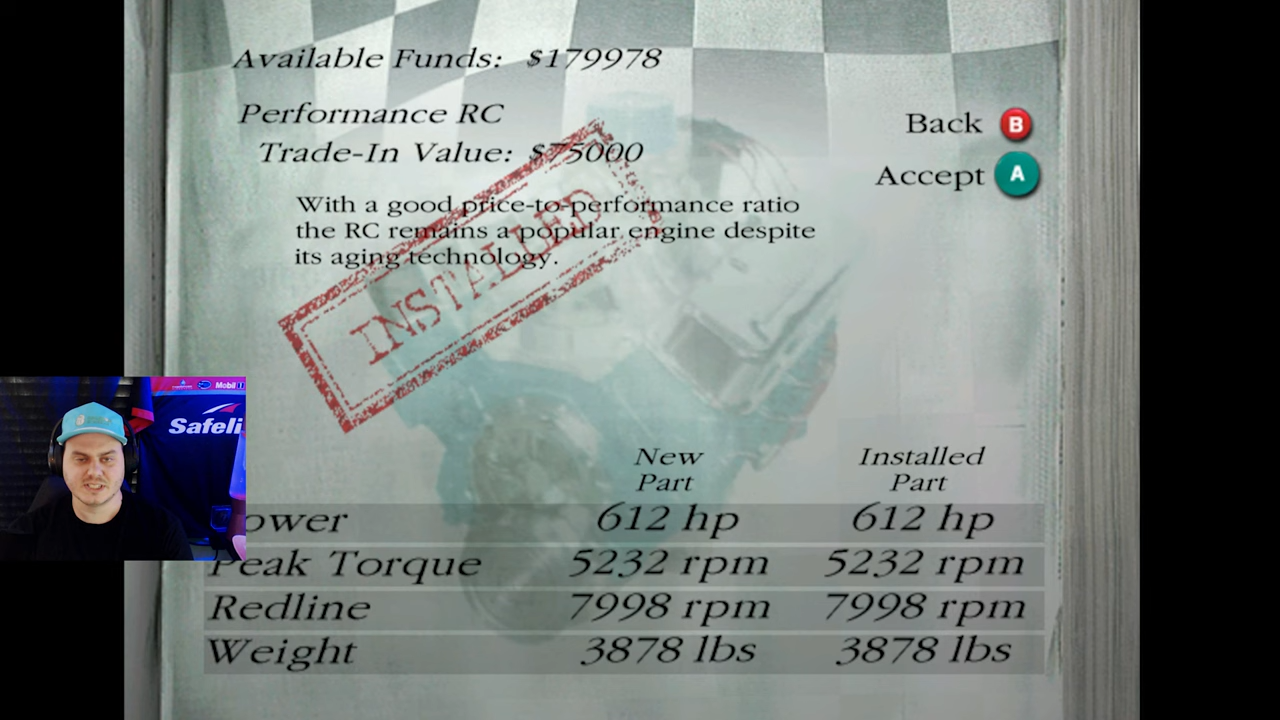 Available Funds: $179978
Performance RC
Back B
Trade-In Value: $75000
Accept A
With a good price-to-performance ratio
the RC remains a popular engine despite
its aging technology.
INSTALLED
Mobil 1
Safeli
New Installed
Part Part
ower 612 hp 612 hp
Peak Torque 5232 rpm 5232 rpm
Redline 7998 rpm 7998 rpm
Weight 3878 lbs 3878 lbs